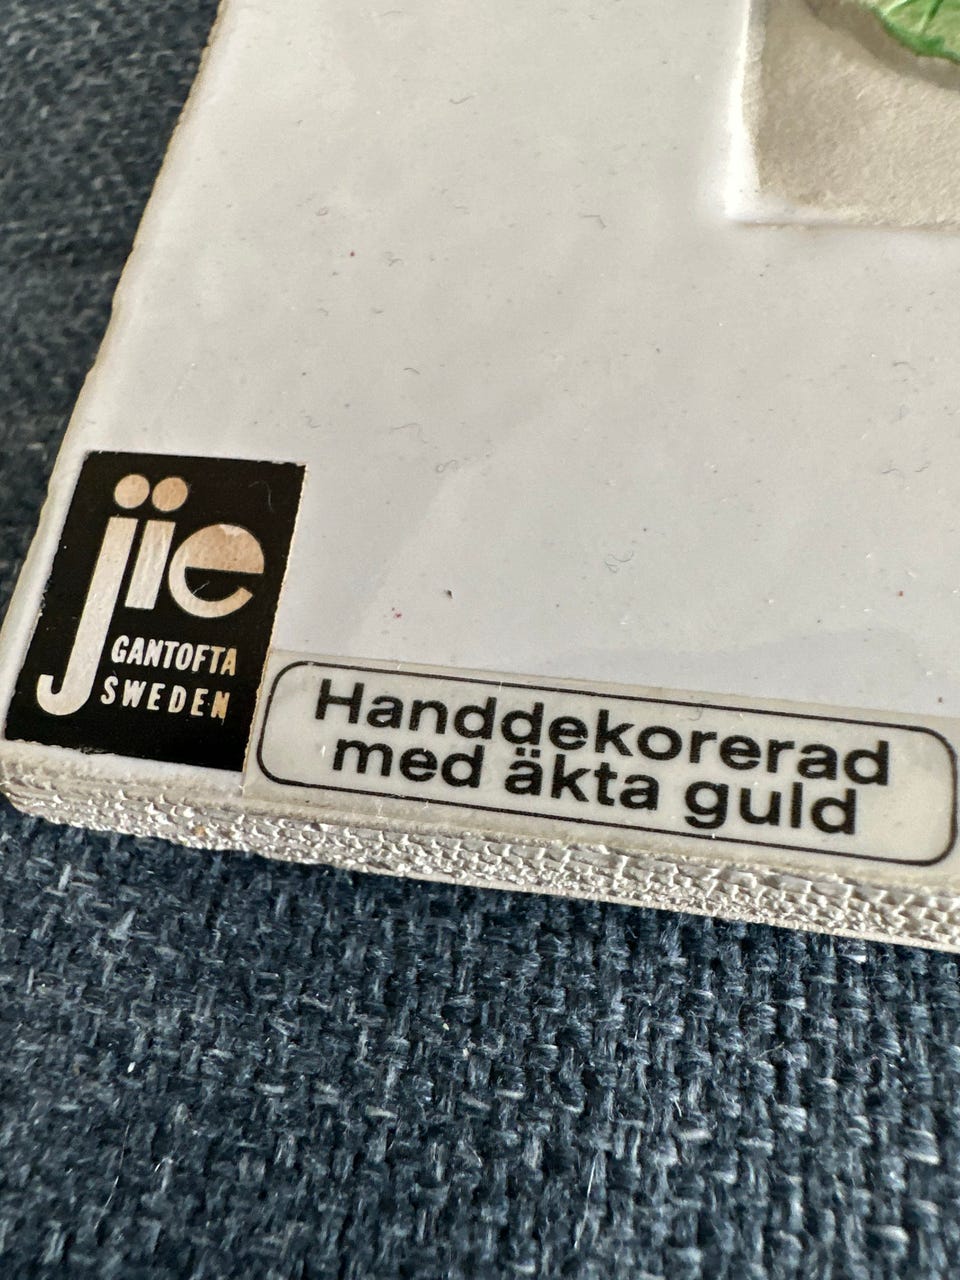 jie
GANTOFTA
SWEDEN
Handdekorerad
med äkta guld